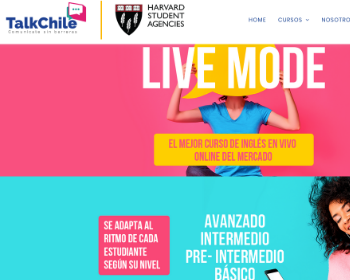 TalkChile
Comunícate sin barreras
HARVARD
STUDENT
AGENCIES
HOME
CURSOS
NOSOTRO
LIVE MODE
EL MEJOR CURSO DE INGLÉS EN VIVO
ONLINE DEL MERCADO
SE ADAPTA AL
RITMO DE CADA
ESTUDIANTE
SEGÚN SU NIVEL
AVANZADO
INTERMEDIO
PRE- INTERMEDIO
BÁSICO